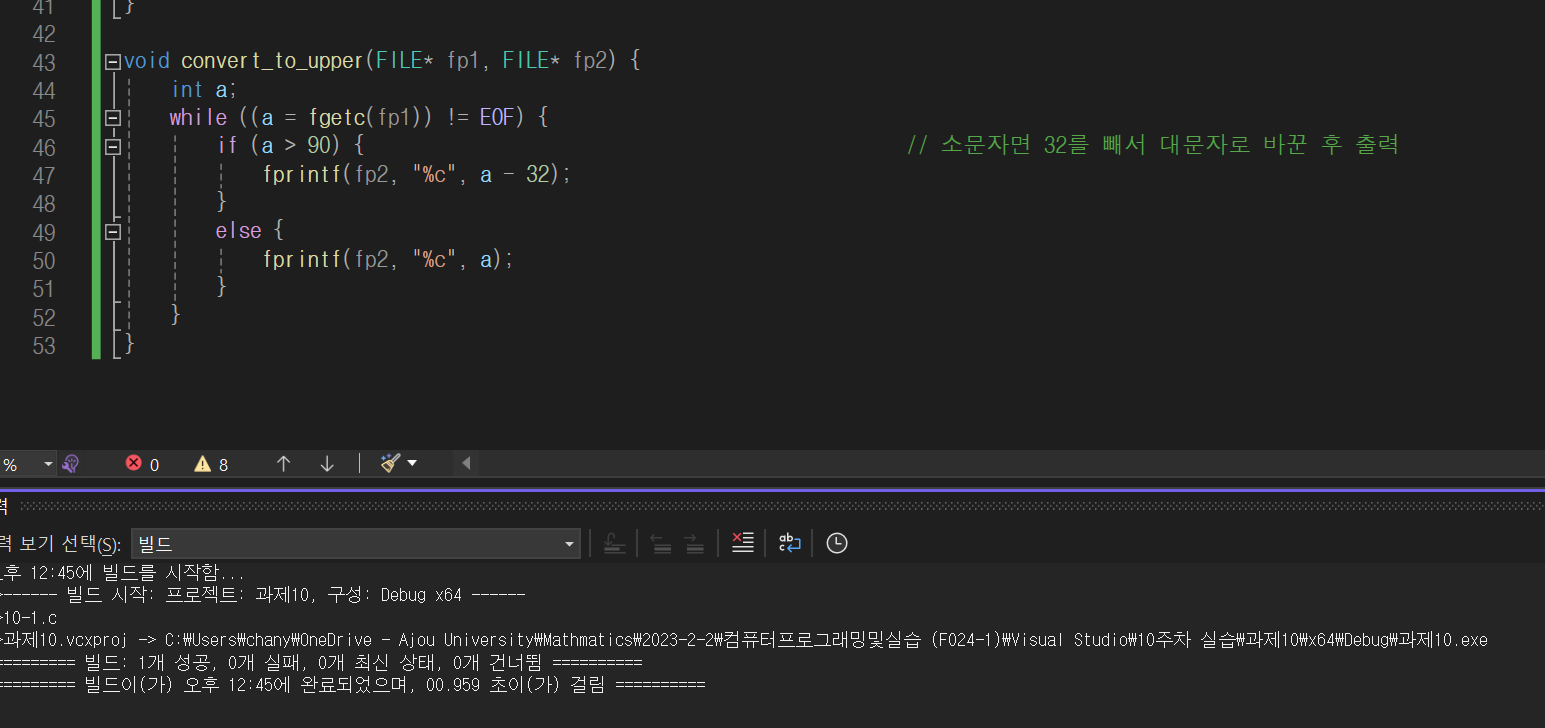 41 }
42
43 void convert_to_upper(FILE* fp1, FILE* fp2) {
44 int a;
45 while ((a = fgetc(fp1)) != EOF) {
46 if (a > 90) { // 소문자면 32를 빼서 대문자로 바꾼 후 출력
47 fprintf(fp2, "%c", a - 32);
48 }
49 else {
50 fprintf(fp2, "%c", a);
51 }
52 }
53 }
% 0 8
력
력 보기 선택(S): 빌드
후 12:45에 빌드를 시작함...
>------ 빌드 시작: 프로젝트: 과제10, 구성: Debug x64 ------
>10-1.c
>과제10.vcxproj -> C:\Users\chany\OneDrive - Ajou University\Mathmatics\2023-2-2\컴퓨터프로그래밍및실습 (F024-1)\Visual Studio\10주차 실습\과제10\x64\Debug\과제10.exe
========= 빌드: 1개 성공, 0개 실패, 0개 최신 상태, 0개 건너뜀 ==========
========= 빌드이(가) 오후 12:45에 완료되었으며, 00.959 초이(가) 걸림 ==========